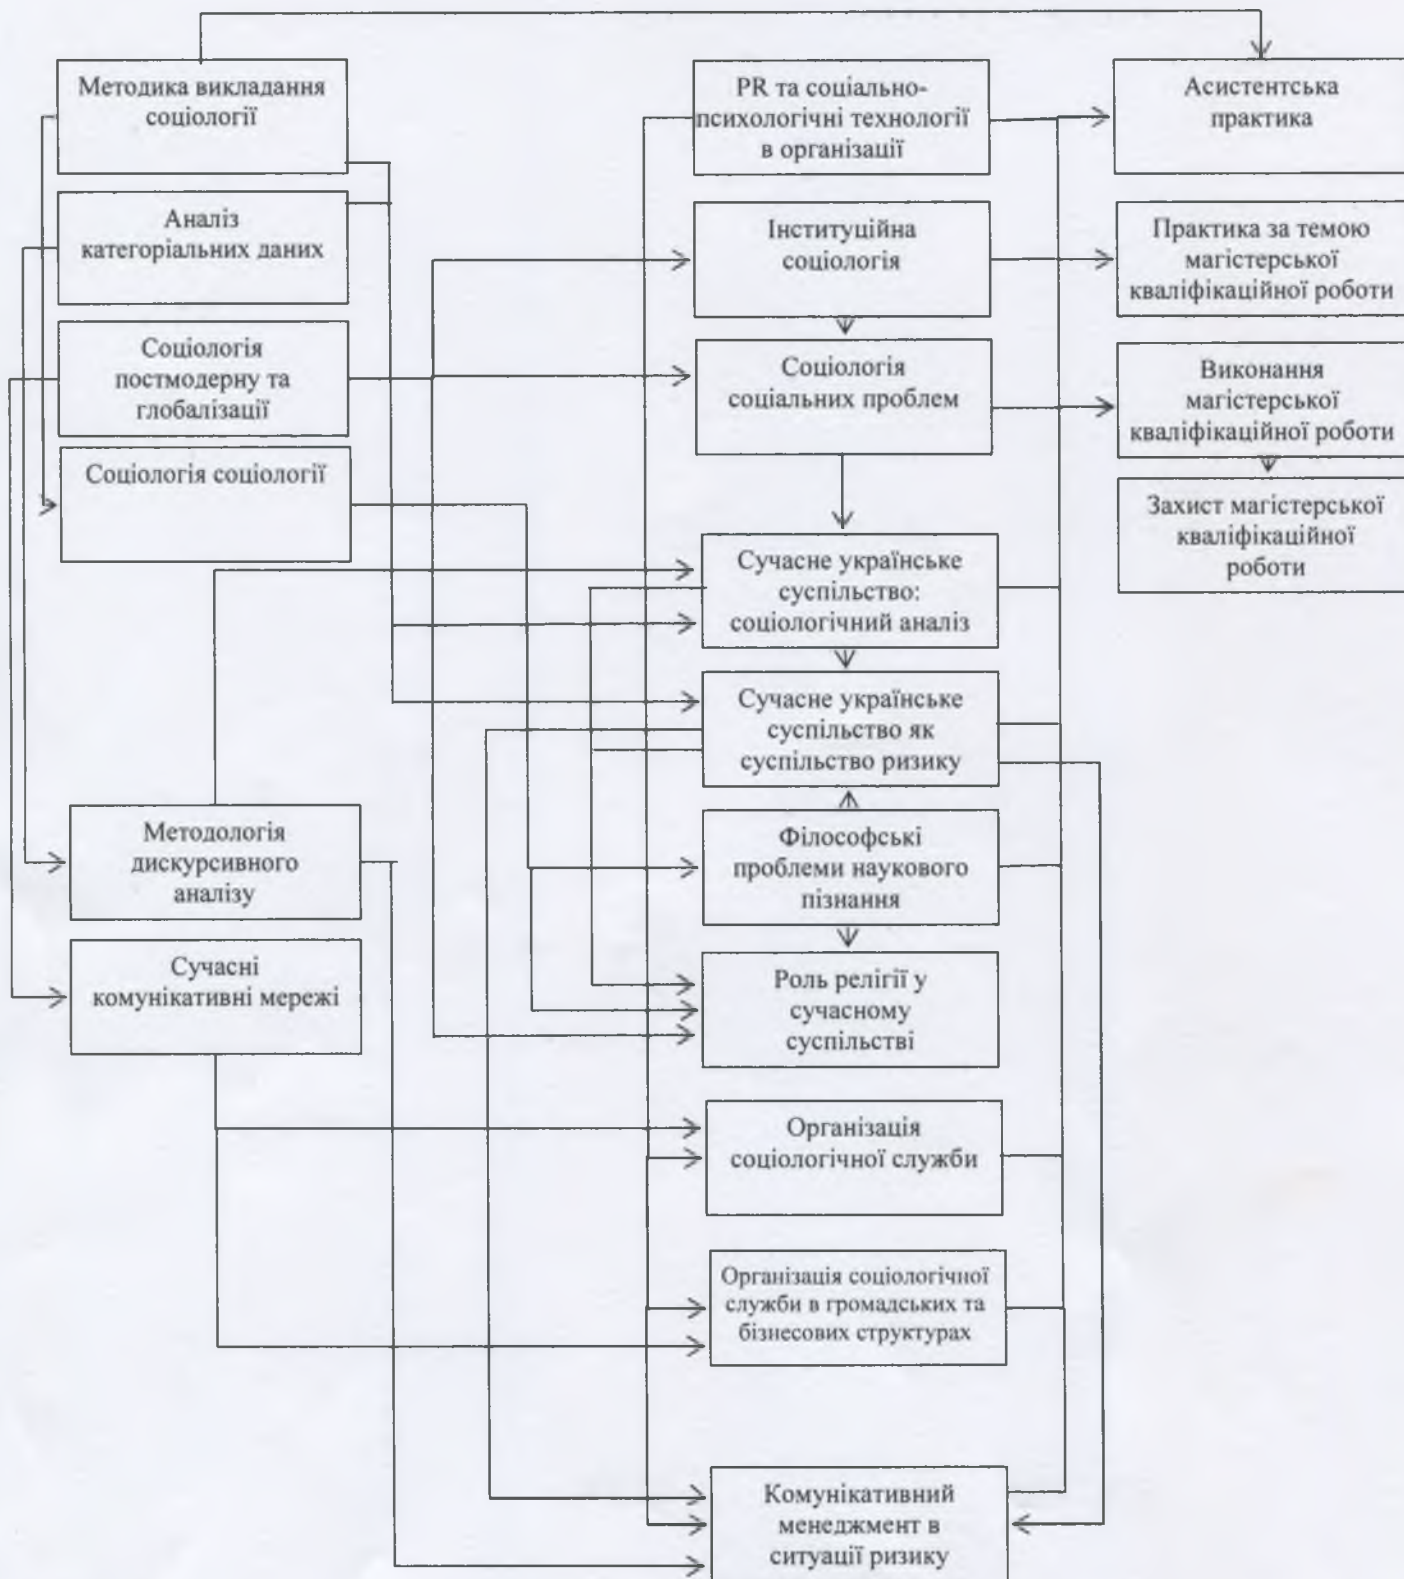 Методика викладання
соціології
Аналіз
категоріальних даних
Соціологія
постмодерну та
глобалізації
Соціологія соціології
Методологія
дискурсивного
аналізу
Сучасні
комунікативні мережі
PR та соціально-
психологічні технології
в організації
Інституційна
соціологія
Соціологія
соціальних проблем
Сучасне українське
суспільство:
соціологічний аналіз
Сучасне українське
суспільство як
суспільство ризику
Філософські
проблеми наукового
пізнання
Роль релігії у
сучасному
суспільстві
Організація
соціологічної служби
Організація соціологічної
служби в громадських та
бізнесових структурах
Комунікативний
менеджмент в
ситуації ризику
Асистентська
практика
Практика за темою
магістерської
кваліфікаційної роботи
Виконання
магістерської
кваліфікаційної роботи
Захист магістерської
кваліфікаційної
роботи